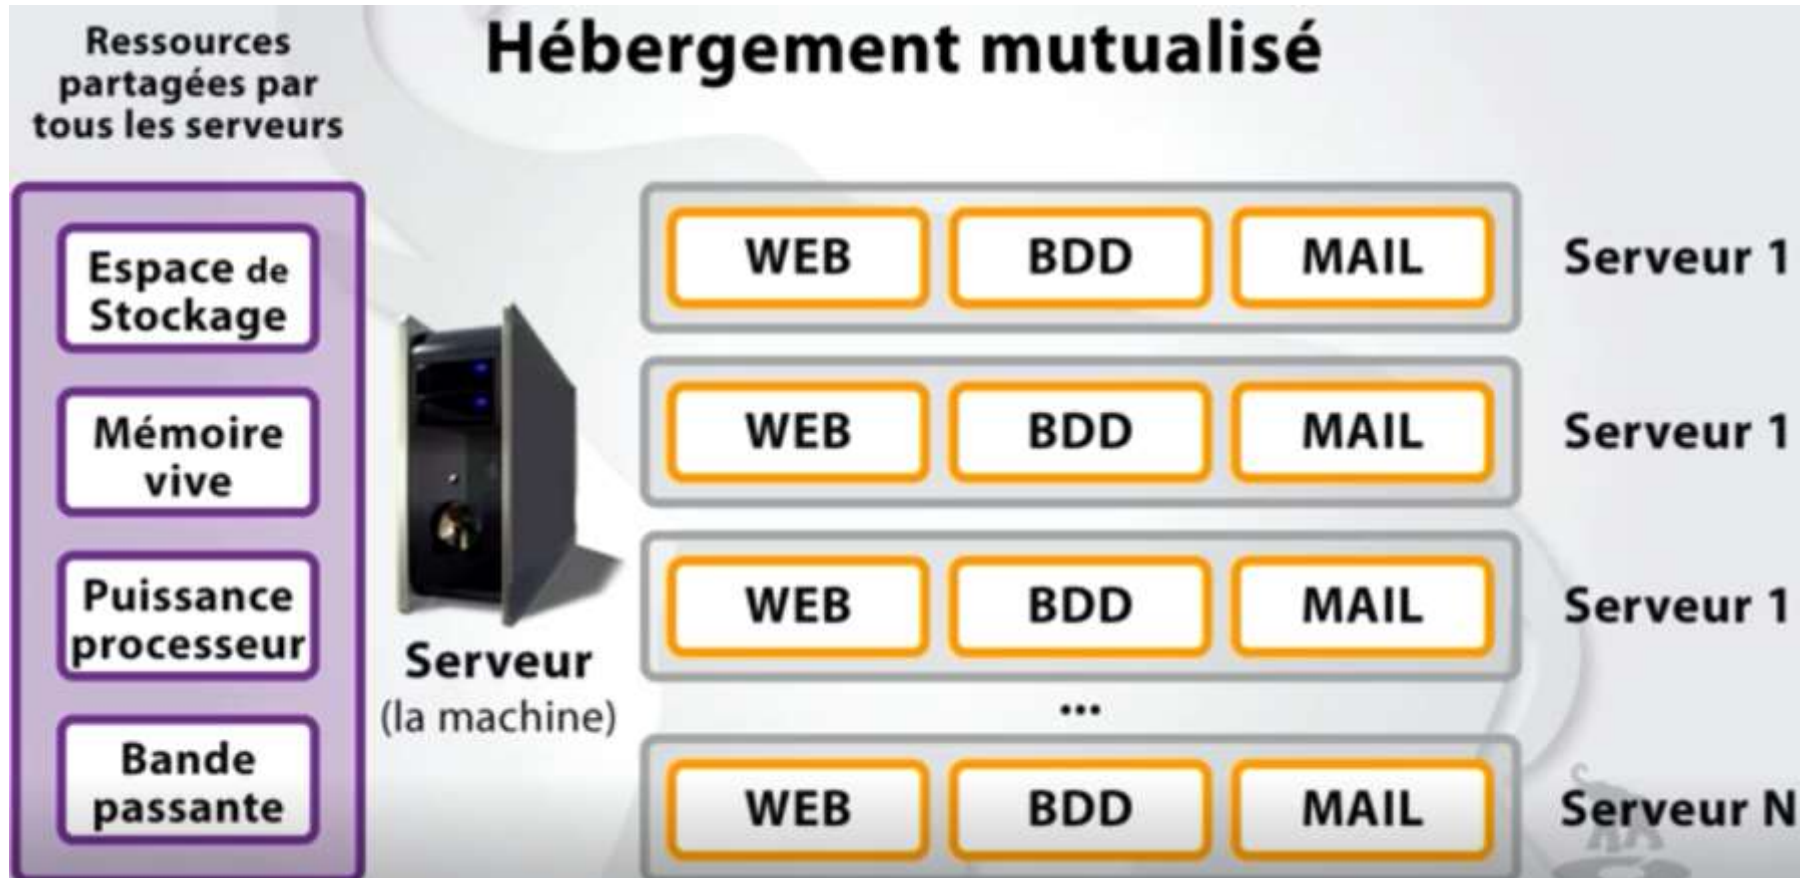 Hébergement mutualisé
Ressources
partagées par
tous les serveurs
Espace de
Stockage
Mémoire
vive
Puissance
processeur
Bande
passante
Serveur
(la machine)
WEB BDD MAIL Serveur 1
WEB BDD MAIL Serveur 1
WEB BDD MAIL Serveur 1
...
WEB BDD MAIL Serveur N